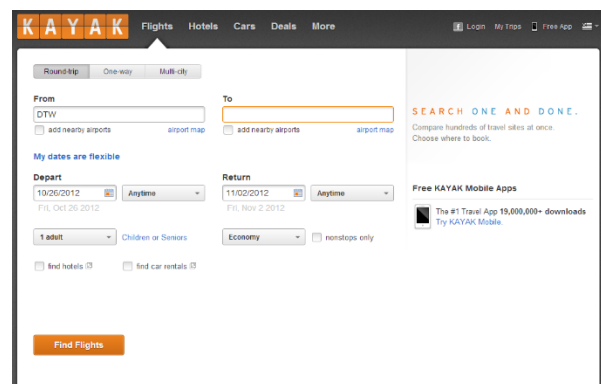 KAYAK Flights Hotels Cars Deals More f Login My Trips Free App
Round-trip One-way Multi-city
From To
DTW
add nearby airports airport map add nearby airports airport map
My dates are flexible
Depart Return
10/26/2012 Anytime 11/02/2012 Anytime
Fri, Oct 26 2012 Fri, Nov 2 2012
1 adult Children or Seniors Economy nonstops only
find hotels find car rentals
Find Flights
SEARCH ONE AND DONE.
Compare hundreds of travel sites at once.
Choose where to book.
Free KAYAK Mobile Apps
The #1 Travel App 19,000,000+ downloads
Try KAYAK Mobile.